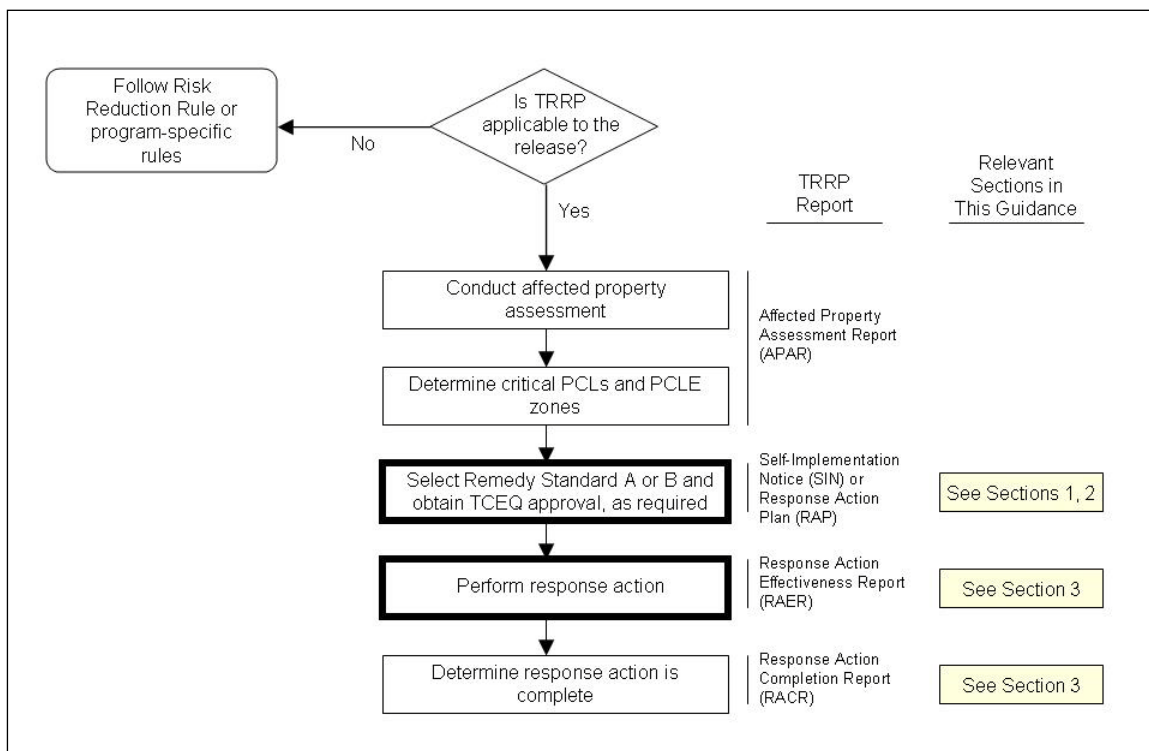 Follow Risk
Reduction Rule or
program-specific
rules
Is TRRP
applicable to the
release?
No
Yes
TRRP
Report
Relevant
Sections in
This Guidance
Conduct affected property
assessment
Affected Property
Assessment Report
(APAR)
Determine critical PCLs and PCLE
zones
Select Remedy Standard A or B and
obtain TCEQ approval, as required
Self-Implementation
Notice (SIN) or
Response Action
Plan (RAP)
See Sections 1, 2
Perform response action
Response Action
Effectiveness Report
(RAER)
See Section 3
Determine response action is
complete
Response Action
Completion Report
(RACR)
See Section 3